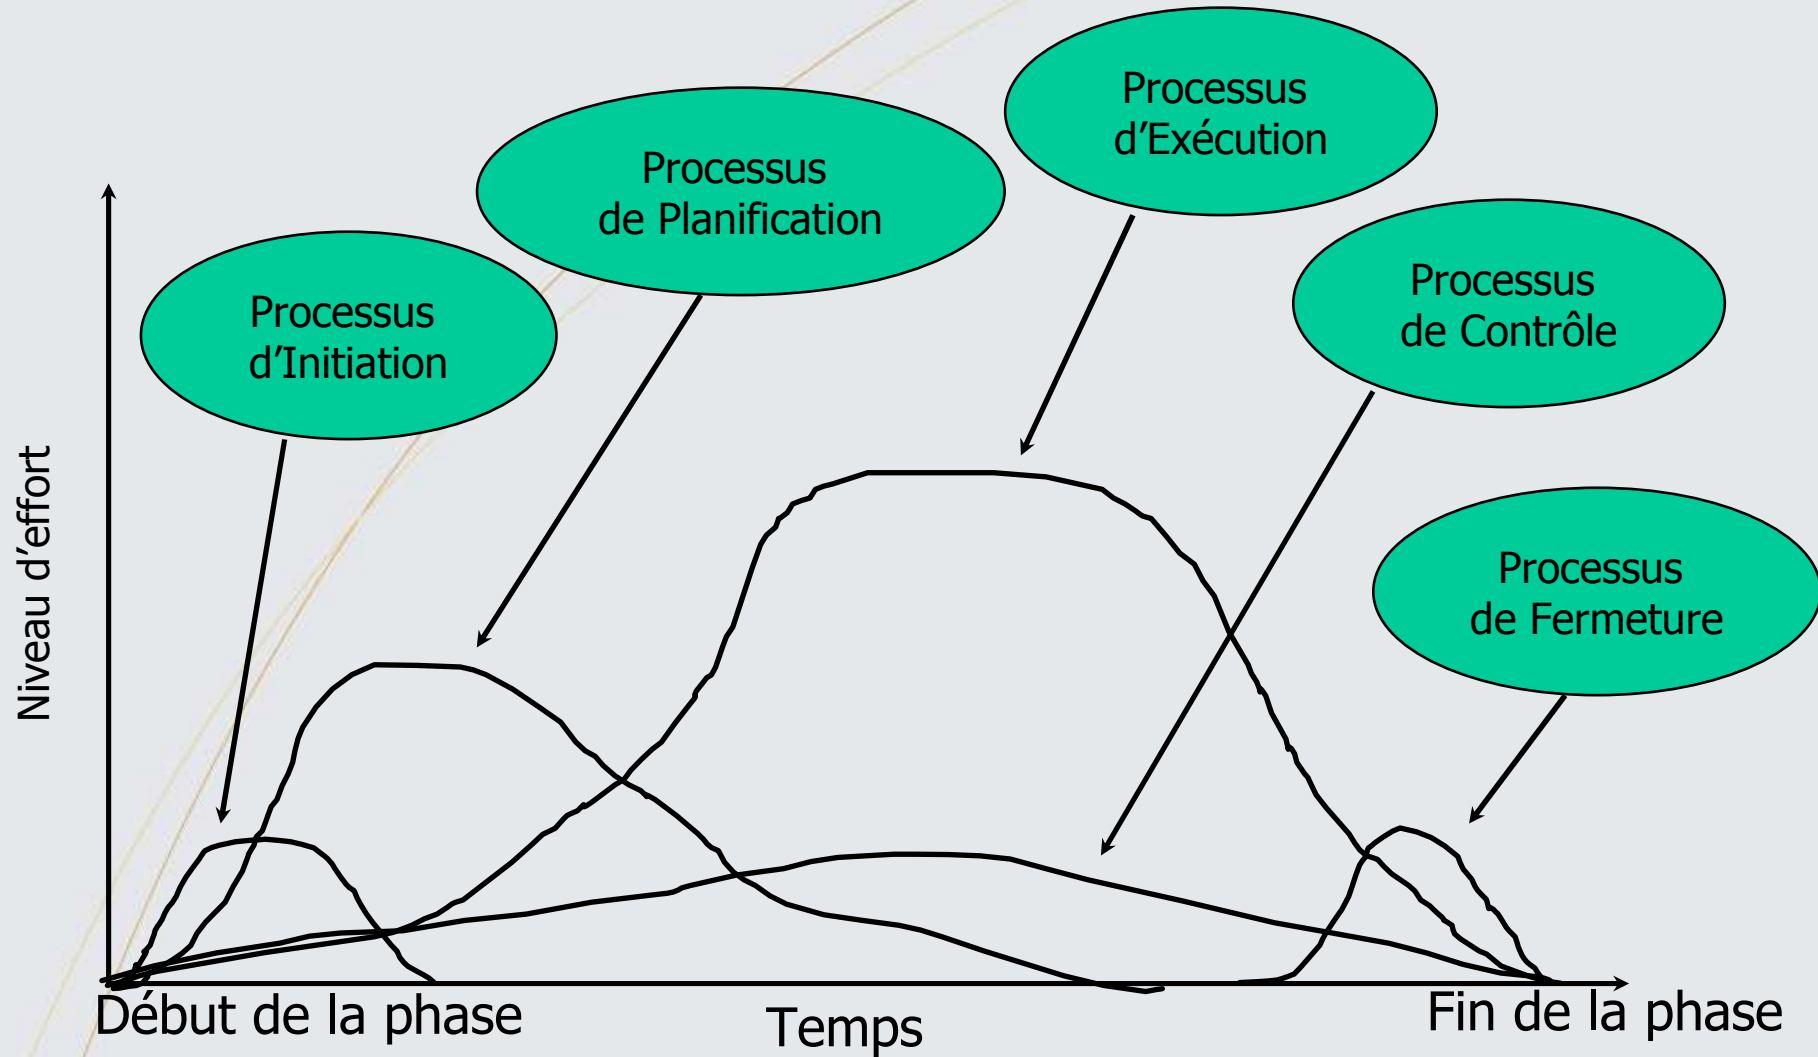 Processus
d’Exécution
Processus
de Planification
Processus
de Contrôle
Processus
d’Initiation
Niveau d’effort
Processus
de Fermeture
Début de la phase
Temps
Fin de la phase